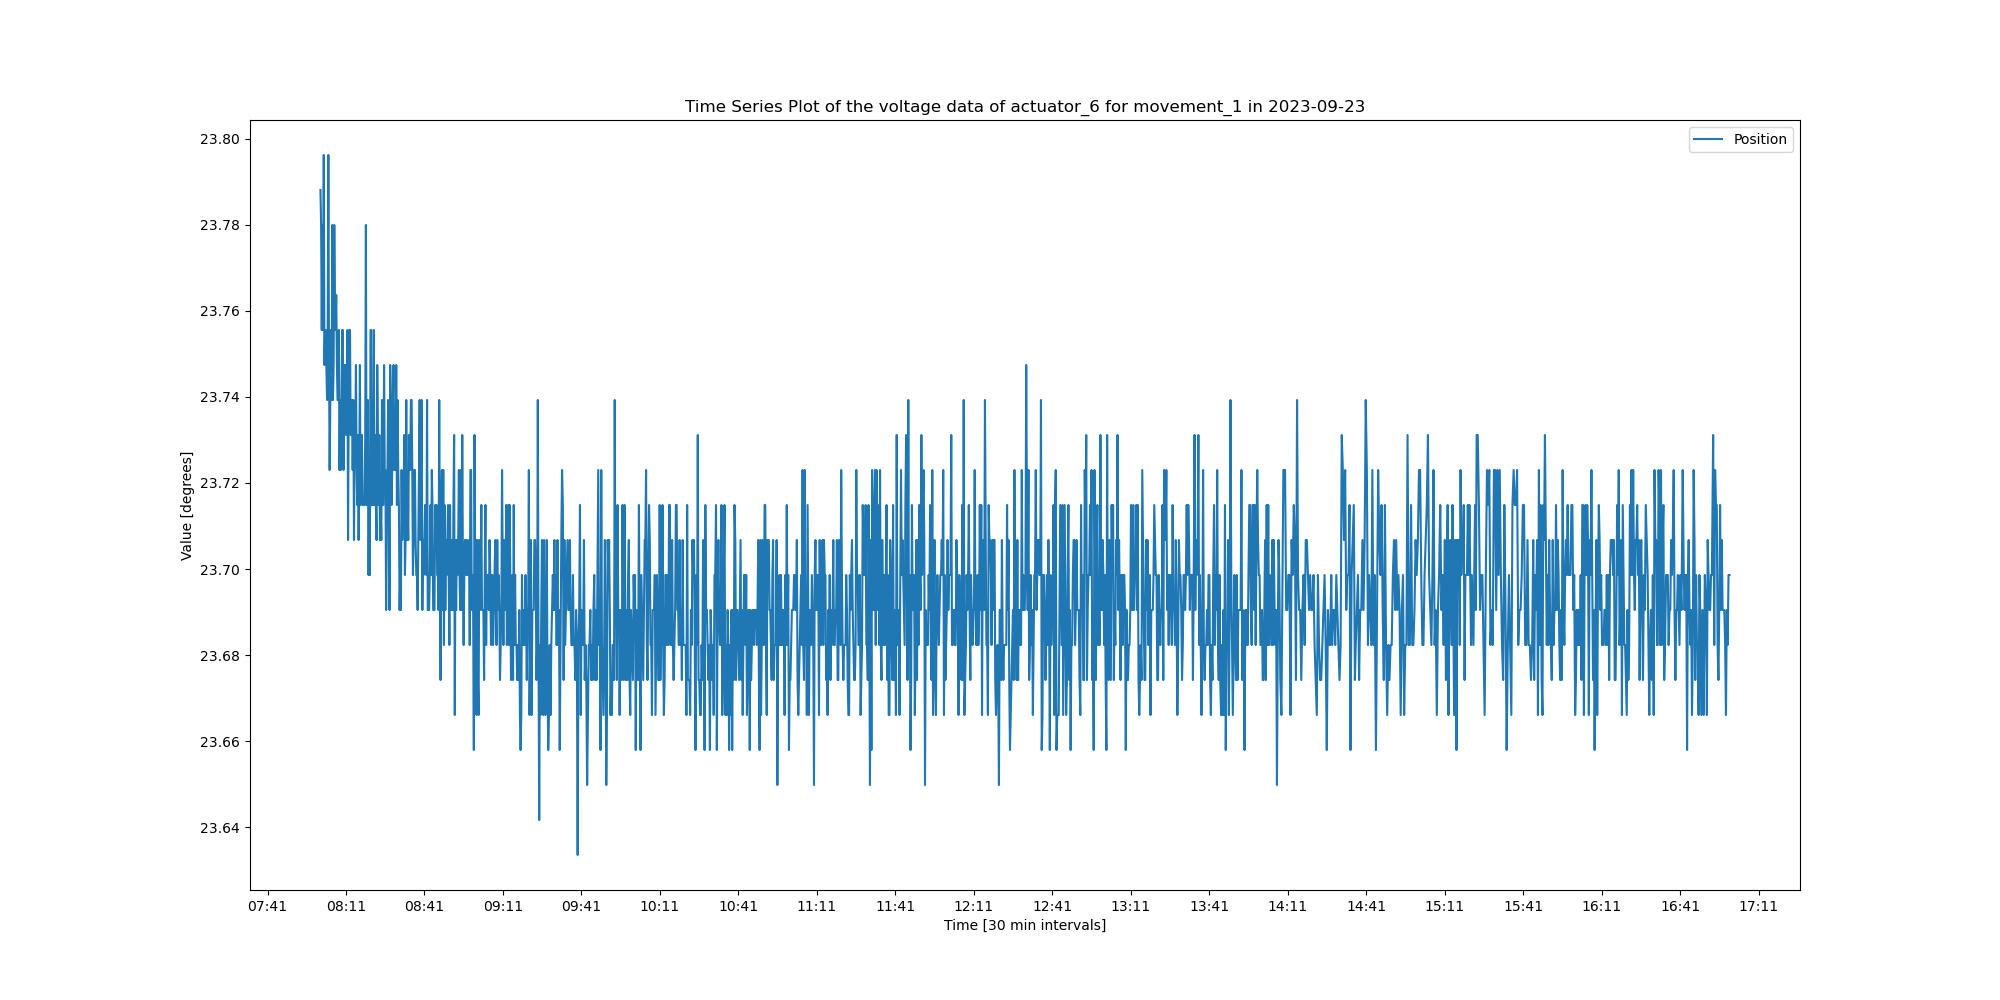 Time Series Plot of the voltage data of actuator_6 for movement_1 in 2023-09-23
Position
Value [degrees]
23.80
23.78
23.76
23.74
23.72
23.70
23.68
23.66
23.64
07:41 08:11 08:41 09:11 09:41 10:11 10:41 11:11 11:41 12:11 12:41 13:11 13:41 14:11 14:41 15:11 15:41 16:11 16:41 17:11
Time [30 min intervals]